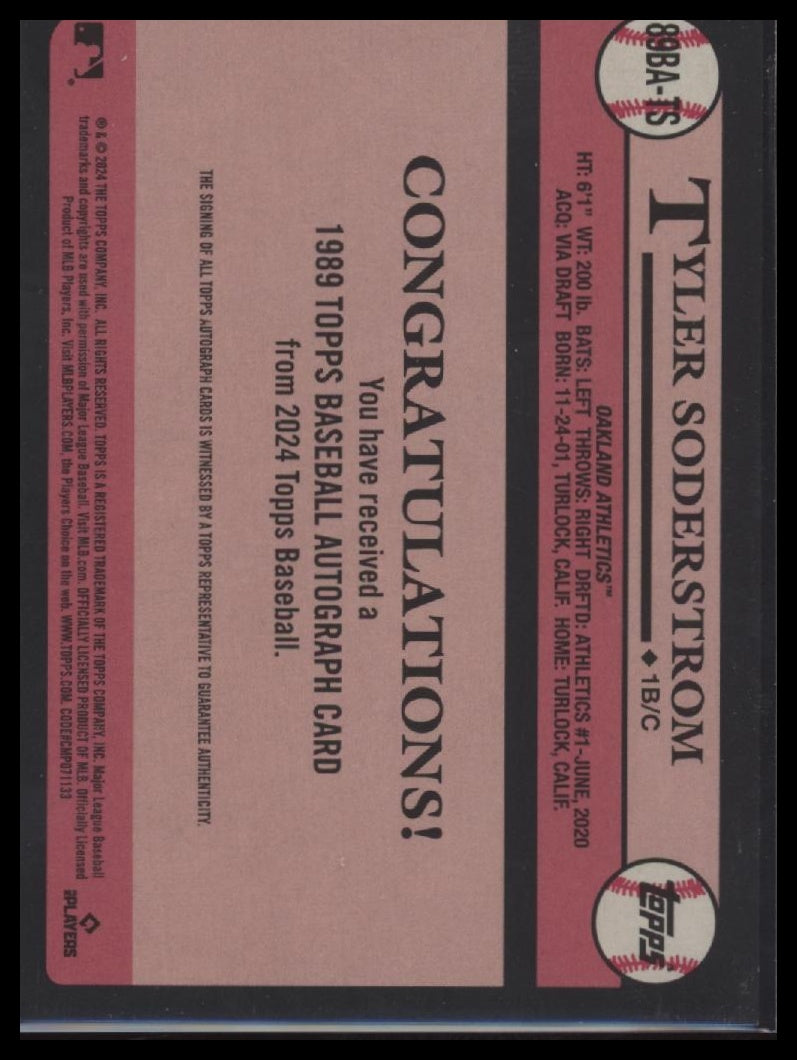 89BA-TS
TYLER SODERSTROM
◆ 1B/C
topps
OAKLAND ATHLETICS™
HT: 6'1" WT: 200 lb. BATS: LEFT THROWS: RIGHT DRFTD: ATHLETICS #1-JUNE, 2020
ACQ: VIA DRAFT BORN: 11-24-01, TURLOCK, CALIF. HOME: TURLOCK, CALIF.
CONGRATULATIONS!
You have received a
1989 TOPPS BASEBALL AUTOGRAPH CARD
from 2024 Topps Baseball.
THE SIGNING OF ALL TOPPS AUTOGRAPH CARDS IS WITNESSED BY A TOPPS REPRESENTATIVE TO GUARANTEE AUTHENTICITY.
® & © 2024 THE TOPPS COMPANY, INC. ALL RIGHTS RESERVED. TOPPS IS A REGISTERED TRADEMARK OF THE TOPPS COMPANY, INC. Major League Baseball
trademarks and copyrights are used with permission of Major League Baseball. Visit MLB.com. OFFICIALLY LICENSED PRODUCT OF MLB. Officially Licensed
Product of MLB Players, Inc. Visit MLBPLAYERS.COM, the Players Choice on the web. WWW.TOPPS.COM. CODE#CMP071133
PLAYERS